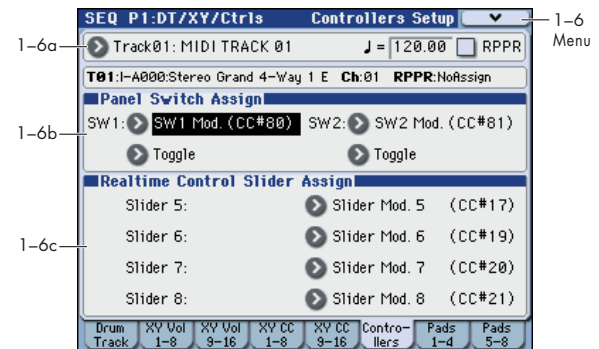 SEQ P1:DT/XY/Ctrls Controllers Setup
1–6
Menu
1–6a
Track01: MIDI TRACK 01 ♩ = 120.00 RPPR
T01:I-A000:Stereo Grand 4-Way 1 E Ch:01 RPPR:NoAssign
Panel Switch Assign
1–6b
SW1: SW1 Mod. (CC#80) SW2: SW2 Mod. (CC#81)
Toggle Toggle
Realtime Control Slider Assign
Slider 5: Slider Mod. 5 (CC#17)
Slider 6: Slider Mod. 6 (CC#19)
1–6c
Slider 7: Slider Mod. 7 (CC#20)
Slider 8: Slider Mod. 8 (CC#21)
Drum XY Vol XY Vol XY CC XY CC Contro- Pads Pads
Track 1-8 9-16 1-8 9-16 llers 1-4 5-8